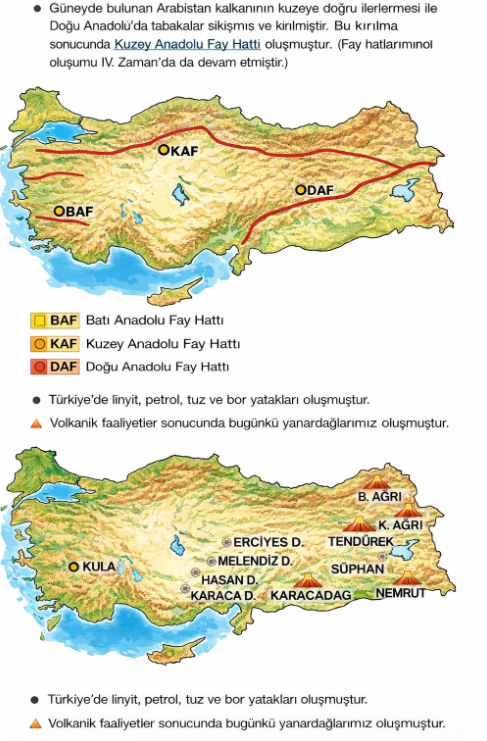 Güneyde bulunan Arabistan kalkanının kuzeye doğru ilerlermesi ile
Doğu Anadolu'da tabakalar sikişmış ve kirılmiştir. Bu kırılma
sonucunda Kuzey Anadolu Fay Hatti oluşmuştur. (Fay hatlarımınol
oluşumu IV. Zaman'da da devam etmiştir.)
KAF
DAF
BAF
BAF Batı Anadolu Fay Hattı
KAF Kuzey Anadolu Fay Hattı
DAF Doğu Anadolu Fay Hattı
Türkiye'de linyit, petrol, tuz ve bor yatakları oluşmuştur.
Volkanik faaliyetler sonucunda bugünkü yanardağlarımız oluşmuştur.
B. AĞRI
K. AĞRI
ERCİYES D.
TENDÜREK
MELENDİZ D.
KULA
SÜPHAN
HASAN D.
KARACA D.
KARACADAG
NEMRUT
Türkiye'de linyit, petrol, tuz ve bor yatakları oluşmuştur.
Volkanik faaliyetler sonucunda bugünkü yanardağlarımız oluşmuştur.